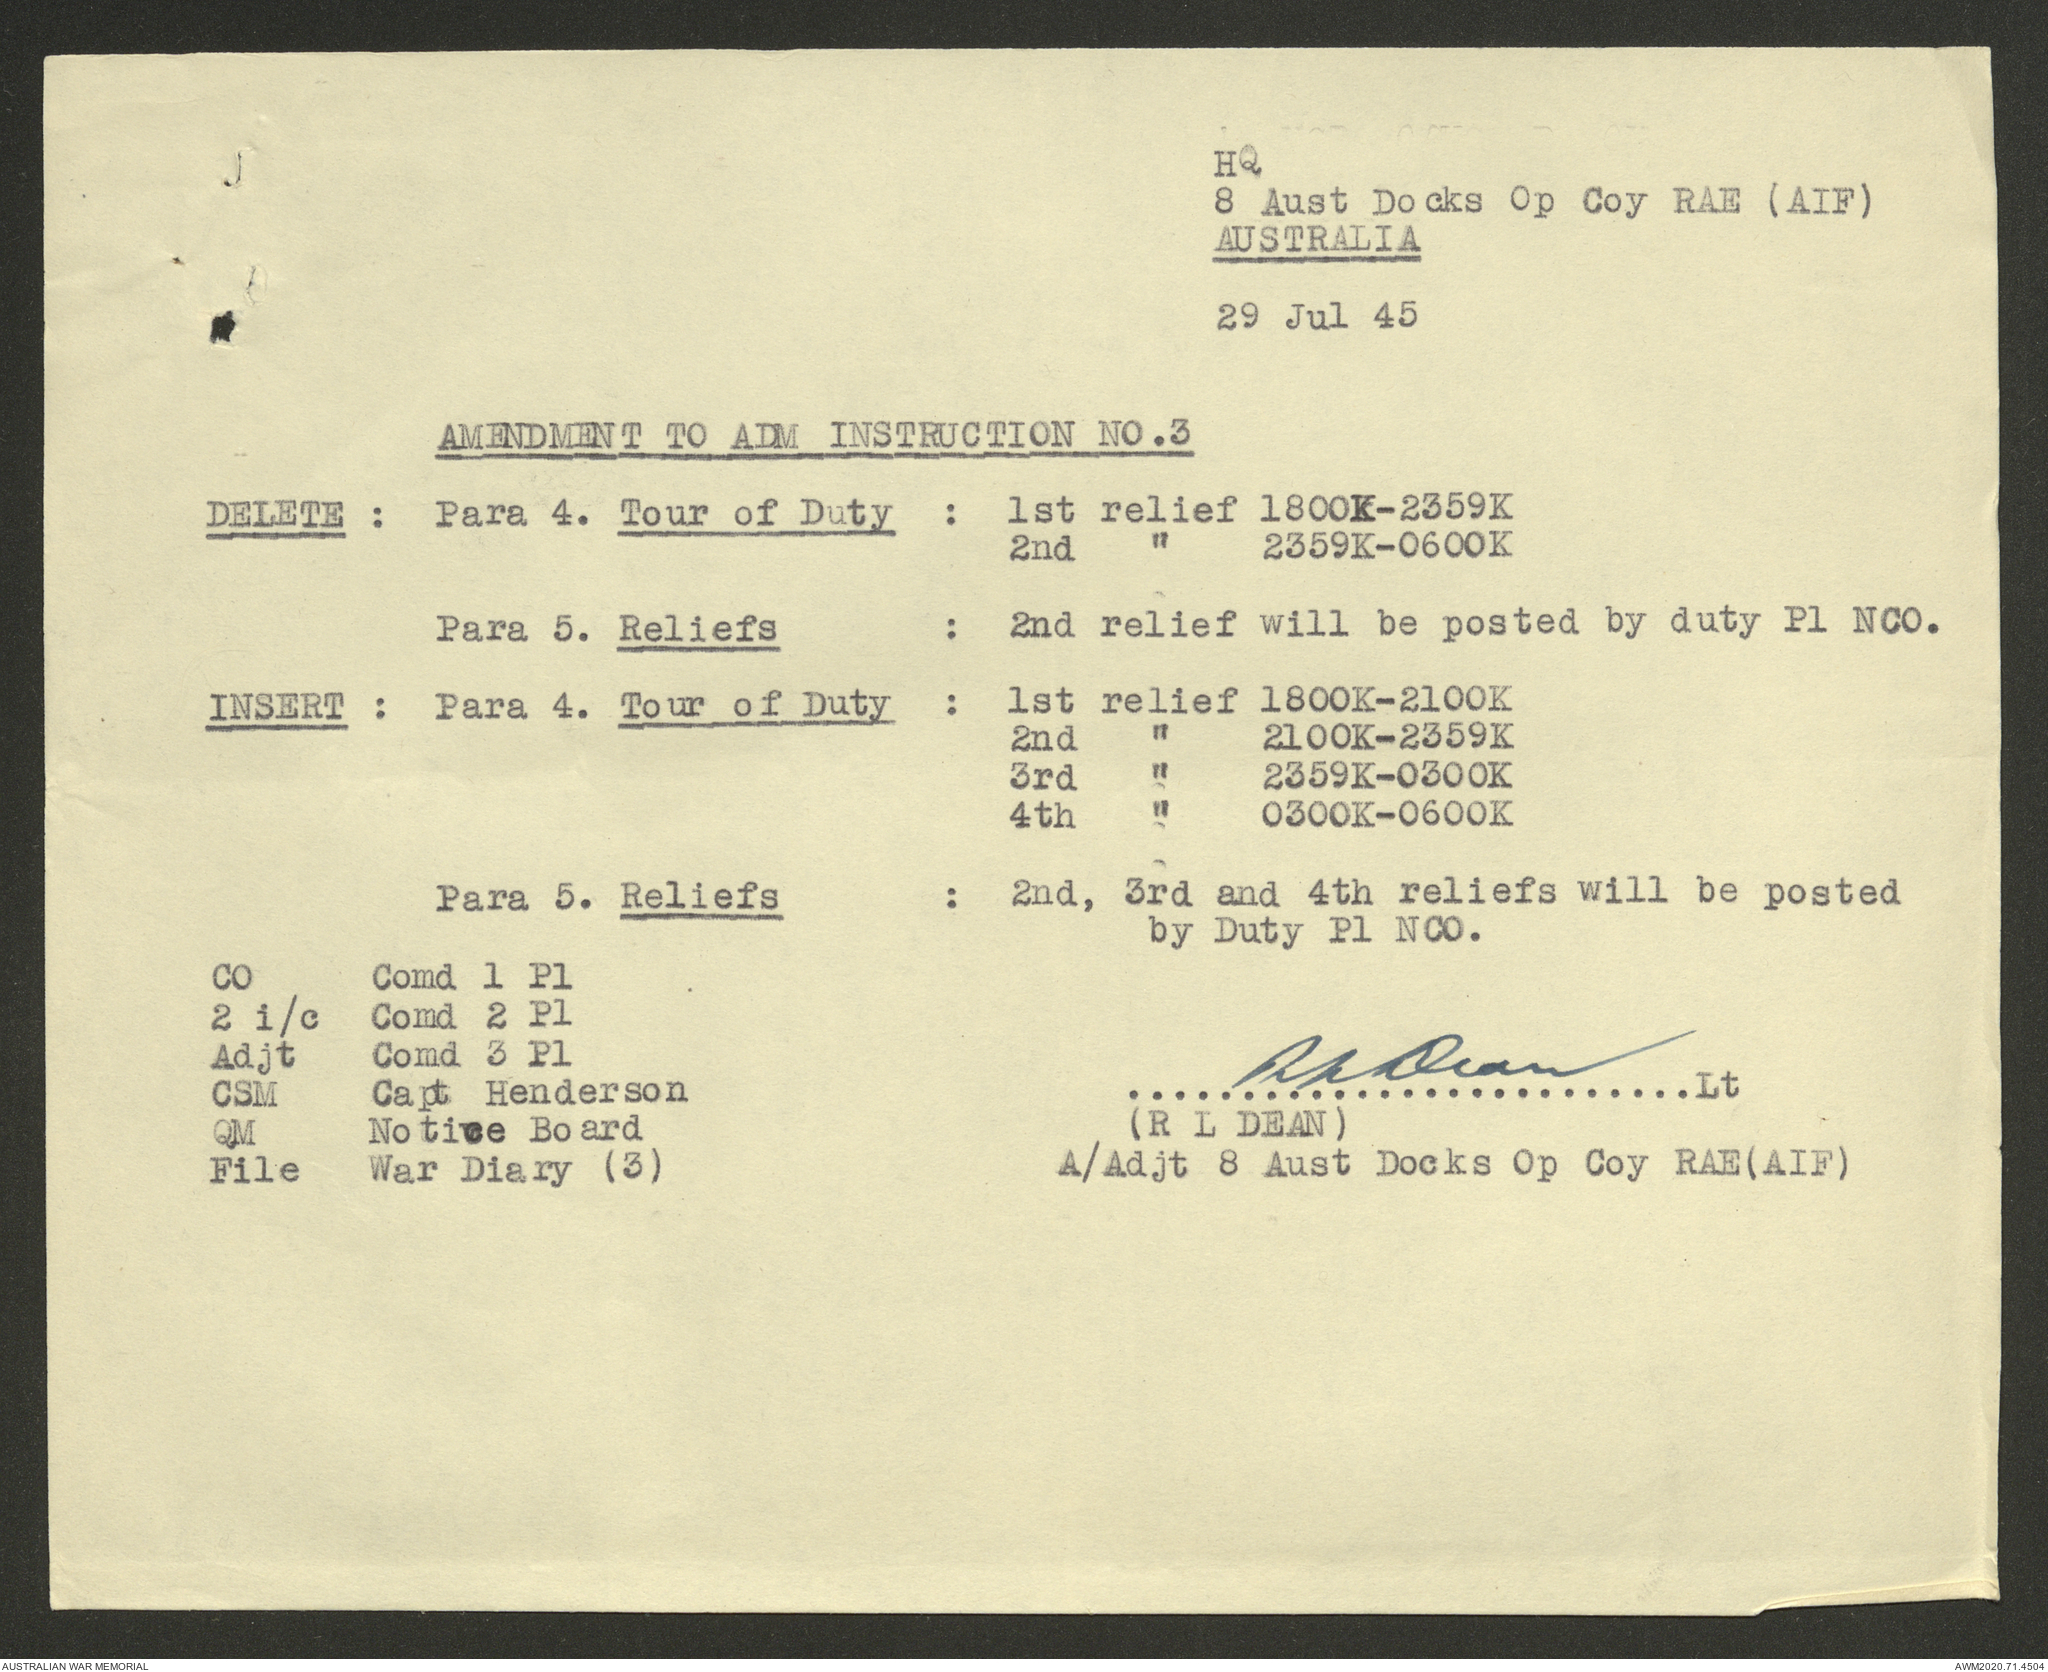 HQ
8 Aust Docks Op Coy RAE (AIF)
AUSTRALIA
29 Jul 45
AMENDMENT TO ADM INSTRUCTION NO.3
DELETE : Para 4. Tour of Duty : 1st relief 1800K-2359K
2nd " 2359K-0600K
Para 5. Reliefs : 2nd relief will be posted by duty Pl NCO.
INSERT : Para 4. Tour of Duty : 1st relief 1800K-2100K
2nd " 2100K-2359K
3rd " 2359K-0300K
4th " 0300K-0600K
Para 5. Reliefs : 2nd, 3rd and 4th reliefs will be posted
by Duty Pl NCO.
CO Comd 1 Pl
2 i/c Comd 2 Pl
Adjt Comd 3 Pl
CSM Capt Henderson
QM Notice Board
File War Diary (3)
R L Dean
..........................Lt
(R L DEAN)
A/Adjt 8 Aust Docks Op Coy RAE(AIF)
AUSTRALIAN WAR MEMORIAL
AWM2020.71.4504